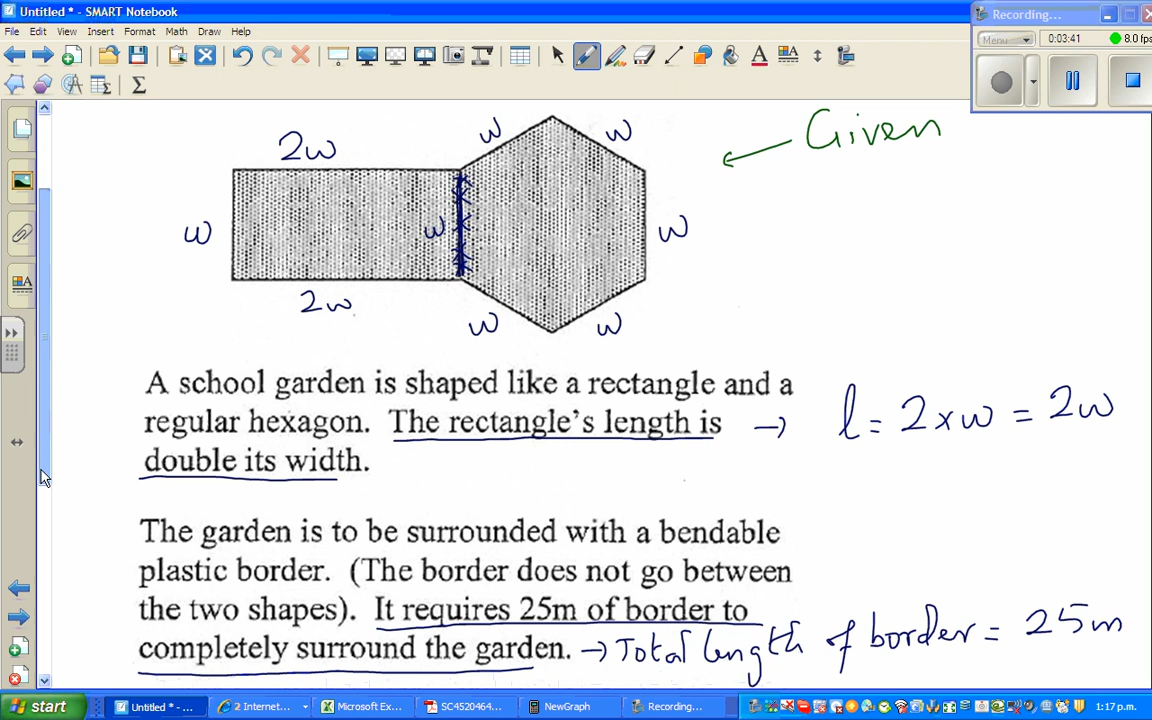 Untitled * - SMART Notebook
Recording...
File Edit View Insert Format Math Draw Help
Menu
0:03:41
8.0 fps
Given
2w
w
w
w
w
w
2w
w
w
A school garden is shaped like a rectangle and a
regular hexagon. The rectangle's length is
double its width.
→ l = 2 x w = 2w
The garden is to be surrounded with a bendable
plastic border. (The border does not go between
the two shapes). It requires 25m of border to
completely surround the garden. → Total length of border = 25m
start
Untitled * - ...
2 Internet...
Microsoft Ex...
SC4520464...
NewGraph
Recording...
1:17 p.m.